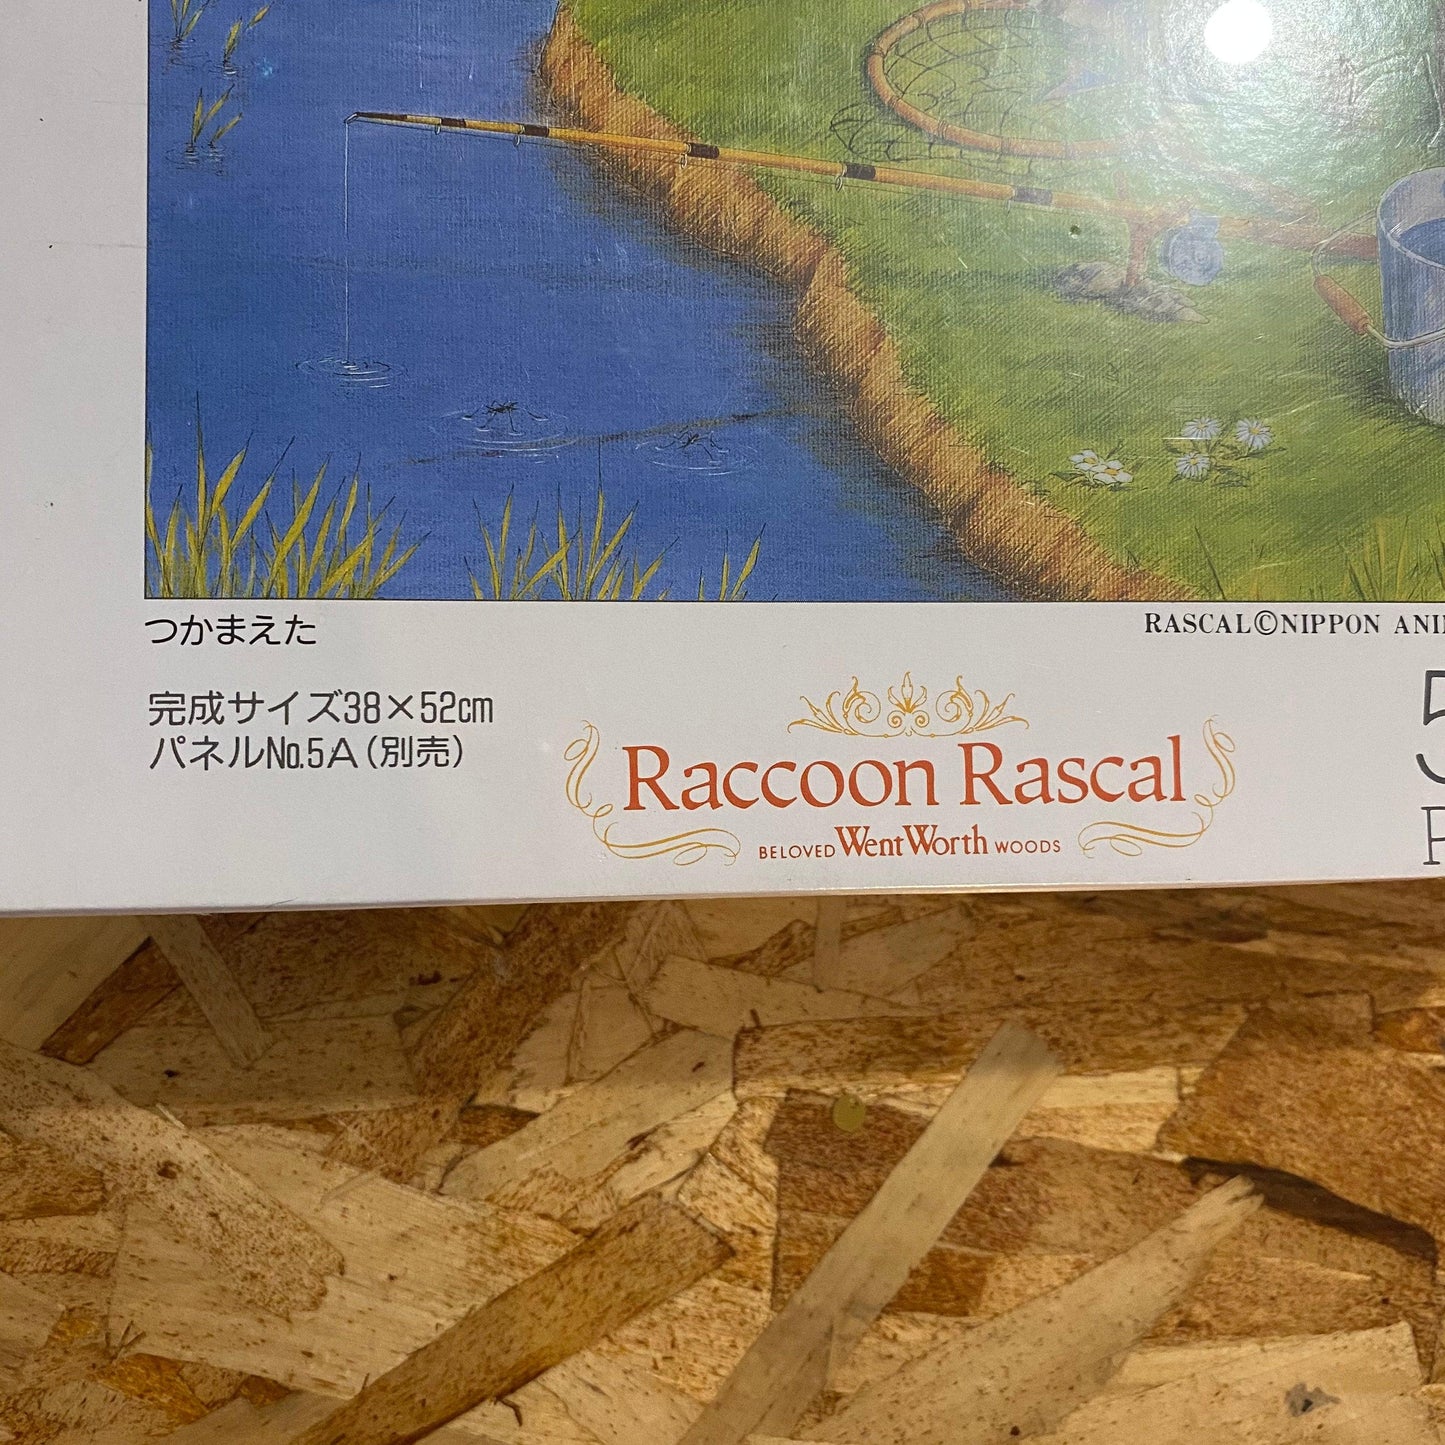 つかまえた
RASCAL©NIPPON
完成サイズ38×52cm
パネルNo.5A(別売)
Raccoon Rascal
BELOVED WentWorth WOODS